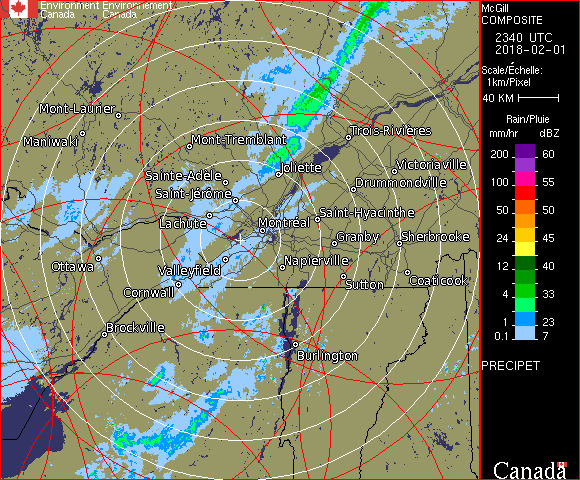 Environment Environnement
Canada Canada
McGill
COMPOSITE
2340 UTC
2018-02-01
Scale/Échelle:
1km/Pixel
40 KM
Rain/Pluie
mm/hr dBZ
200 60
100 55
50 50
24 45
12 40
4 33
1 23
0.1 7
PRECIPET
Canada
Mont-Laurier
Maniwaki
Mont-Tremblant
Trois-Rivières
Joliette
Victoriaville
Sainte-Adèle
Drummondville
Saint-Jérôme
Lachute
Saint-Hyacinthe
Montréal
Granby
Sherbrooke
Ottawa
Valleyfield
Napierville
Cornwall
Sutton
Coaticook
Brockville
Burlington